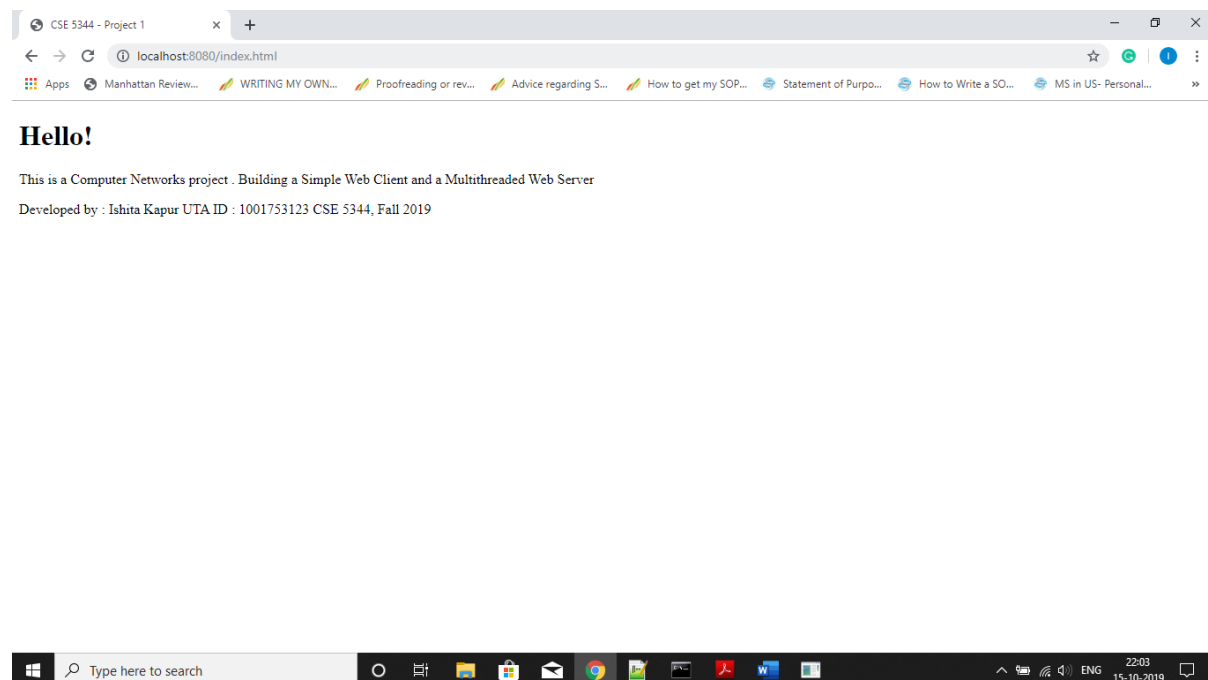 CSE 5344 - Project 1
localhost:8080/index.html
Apps Manhattan Review... WRITING MY OWN... Proofreading or rev... Advice regarding S... How to get my SOP... Statement of Purpo... How to Write a SO... MS in US- Personal... »
Hello!
This is a Computer Networks project . Building a Simple Web Client and a Multithreaded Web Server
Developed by : Ishita Kapur UTA ID : 1001753123 CSE 5344, Fall 2019
Type here to search
ENG
22:03
15-10-2019